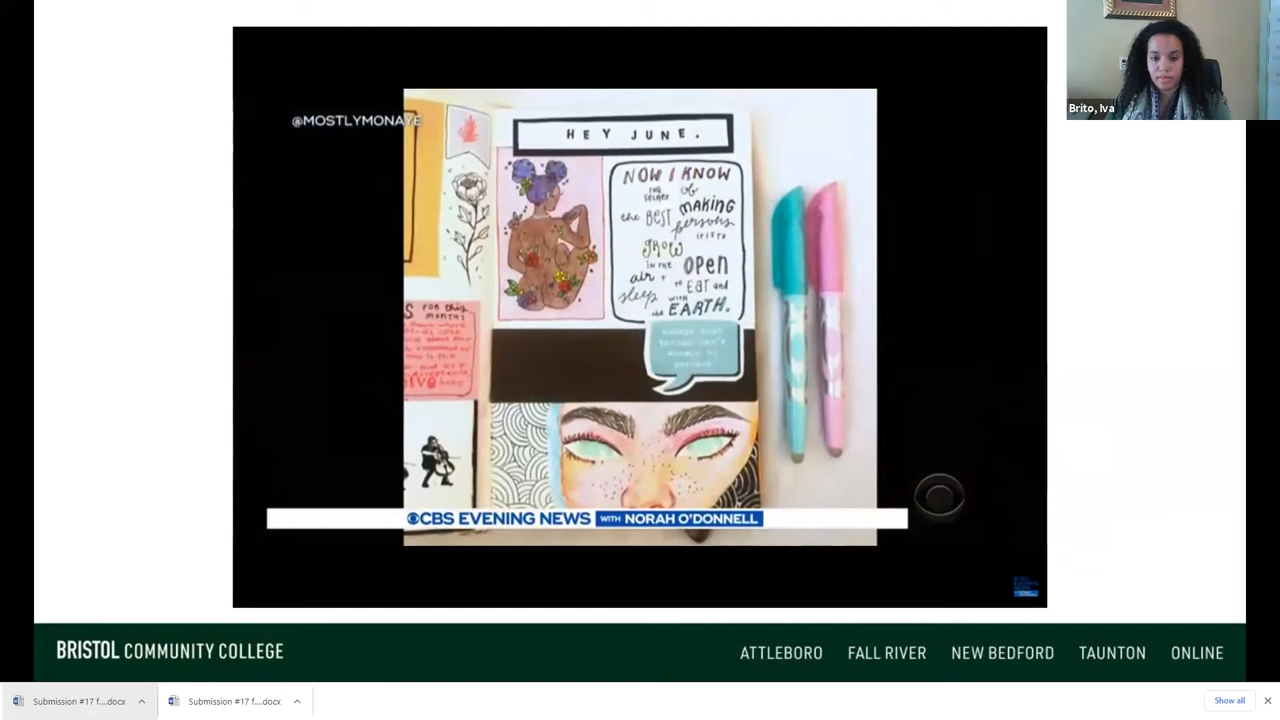 @MOSTLYMONAYE
HEY JUNE.
NOW I KNOW
THE SECRET OF
the BEST MAKING
persons
IT IS TO
GROW
IN THE OPEN
air +
TO EAT and
sleep WITH
the EARTH.
S FOR this
MONTH:
CBS EVENING NEWS WITH NORAH O'DONNELL
Brito, Iva
BRISTOL COMMUNITY COLLEGE
ATTLEBORO FALL RIVER NEW BEDFORD TAUNTON ONLINE
Submission #17 f....docx
Submission #17 f....docx
Show all